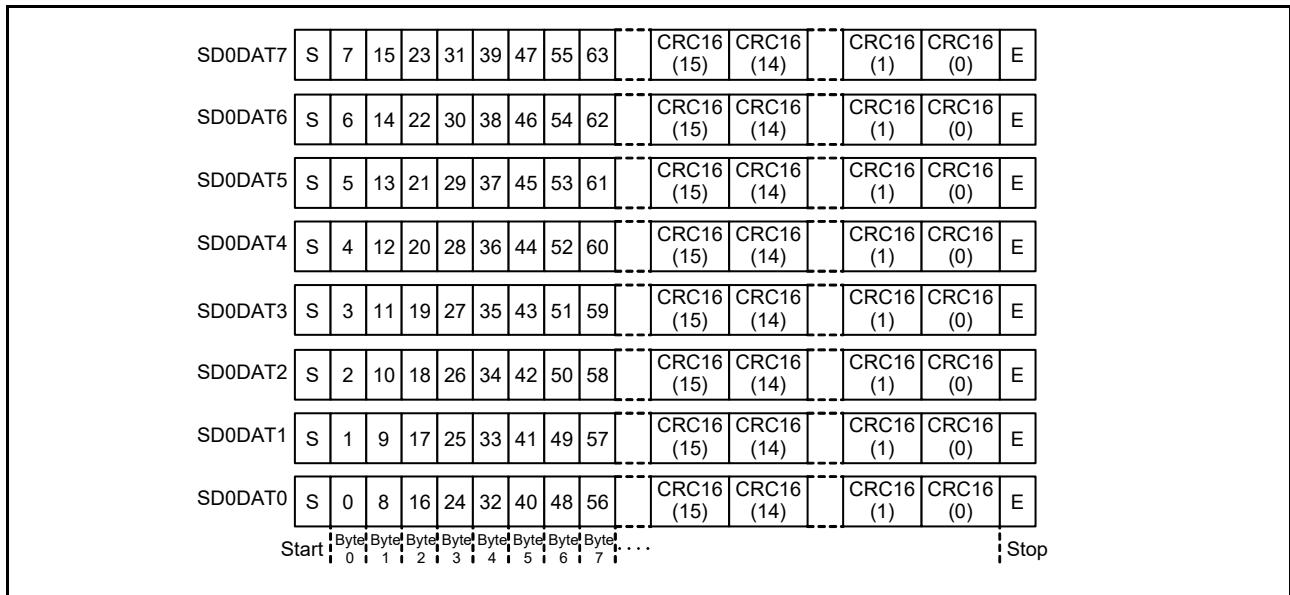 SD0DAT7 S 7 15 23 31 39 47 55 63 CRC16 (15) CRC16 (14) CRC16 (1) CRC16 (0) E
SD0DAT6 S 6 14 22 30 38 46 54 62 CRC16 (15) CRC16 (14) CRC16 (1) CRC16 (0) E
SD0DAT5 S 5 13 21 29 37 45 53 61 CRC16 (15) CRC16 (14) CRC16 (1) CRC16 (0) E
SD0DAT4 S 4 12 20 28 36 44 52 60 CRC16 (15) CRC16 (14) CRC16 (1) CRC16 (0) E
SD0DAT3 S 3 11 19 27 35 43 51 59 CRC16 (15) CRC16 (14) CRC16 (1) CRC16 (0) E
SD0DAT2 S 2 10 18 26 34 42 50 58 CRC16 (15) CRC16 (14) CRC16 (1) CRC16 (0) E
SD0DAT1 S 1 9 17 25 33 41 49 57 CRC16 (15) CRC16 (14) CRC16 (1) CRC16 (0) E
SD0DAT0 S 0 8 16 24 32 40 48 56 CRC16 (15) CRC16 (14) CRC16 (1) CRC16 (0) E
Start Byte 0 Byte 1 Byte 2 Byte 3 Byte 4 Byte 5 Byte 6 Byte 7 .... Stop